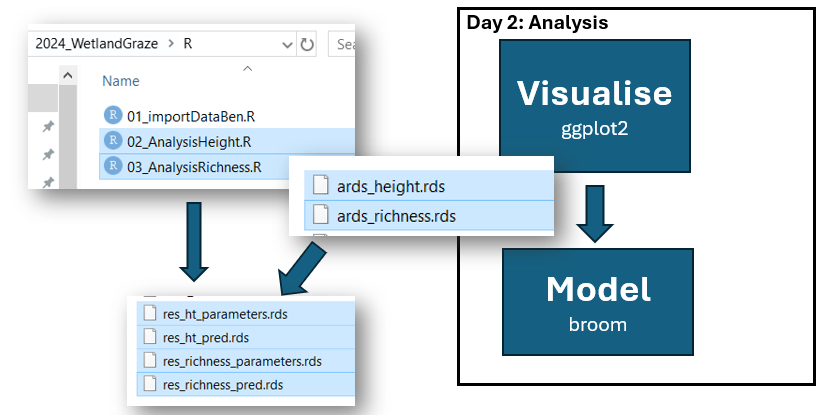 Day 2: Analysis
2024_WetlandGraze > R
Sea
Name
R 01_importDataBen.R
R 02_AnalysisHeight.R
R 03_AnalysisRichness.R
ards_height.rds
ards_richness.rds
res_ht_parameters.rds
res_ht_pred.rds
res_richness_parameters.rds
res_richness_pred.rds
Visualise
ggplot2
Model
broom